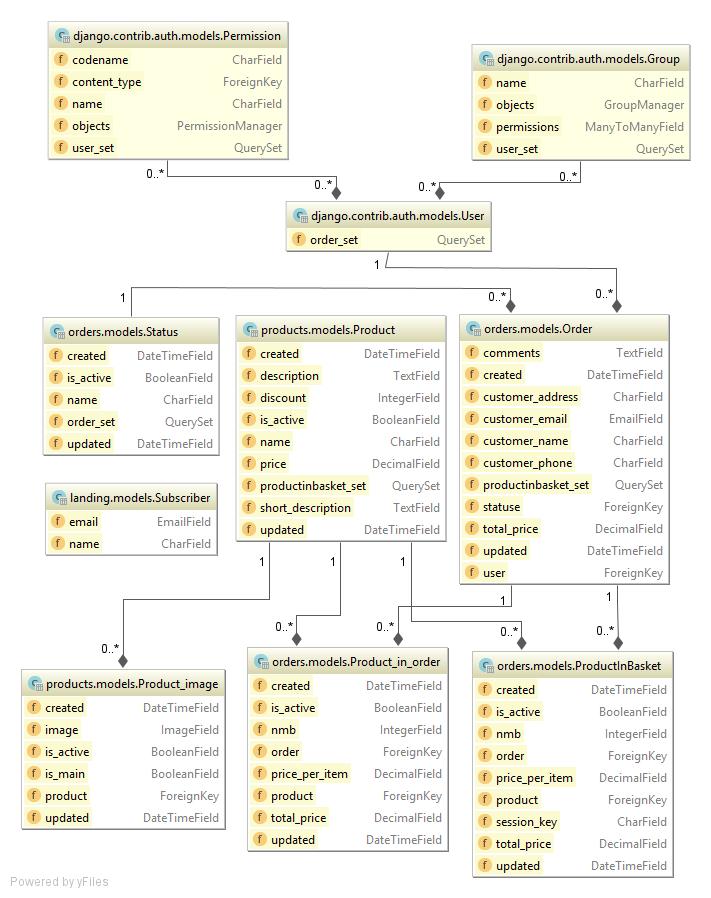 django.contrib.auth.models.Permission
codename CharField
content_type ForeignKey
name CharField
objects PermissionManager
user_set QuerySet
django.contrib.auth.models.Group
name CharField
objects GroupManager
permissions ManyToManyField
user_set QuerySet
0..* 0..* 0..* 0..*
django.contrib.auth.models.User
order_set QuerySet
1 0..*
1 0..*
orders.models.Status
created DateTimeField
is_active BooleanField
name CharField
order_set QuerySet
updated DateTimeField
products.models.Product
created DateTimeField
description TextField
discount IntegerField
is_active BooleanField
name CharField
price DecimalField
productinbasket_set QuerySet
short_description TextField
updated DateTimeField
orders.models.Order
comments TextField
created DateTimeField
customer_address CharField
customer_email EmailField
customer_name CharField
customer_phone CharField
productinbasket_set QuerySet
statuse ForeignKey
total_price DecimalField
updated DateTimeField
user ForeignKey
landing.models.Subscriber
email EmailField
name CharField
1 1 1
1 1
0..* 0..* 0..* 0..* 0..*
products.models.Product_image
created DateTimeField
image ImageField
is_active BooleanField
is_main BooleanField
product ForeignKey
updated DateTimeField
orders.models.Product_in_order
created DateTimeField
is_active BooleanField
nmb IntegerField
order ForeignKey
price_per_item DecimalField
product ForeignKey
total_price DecimalField
updated DateTimeField
orders.models.ProductInBasket
created DateTimeField
is_active BooleanField
nmb IntegerField
order ForeignKey
price_per_item DecimalField
product ForeignKey
session_key CharField
total_price DecimalField
updated DateTimeField
Powered by yFiles